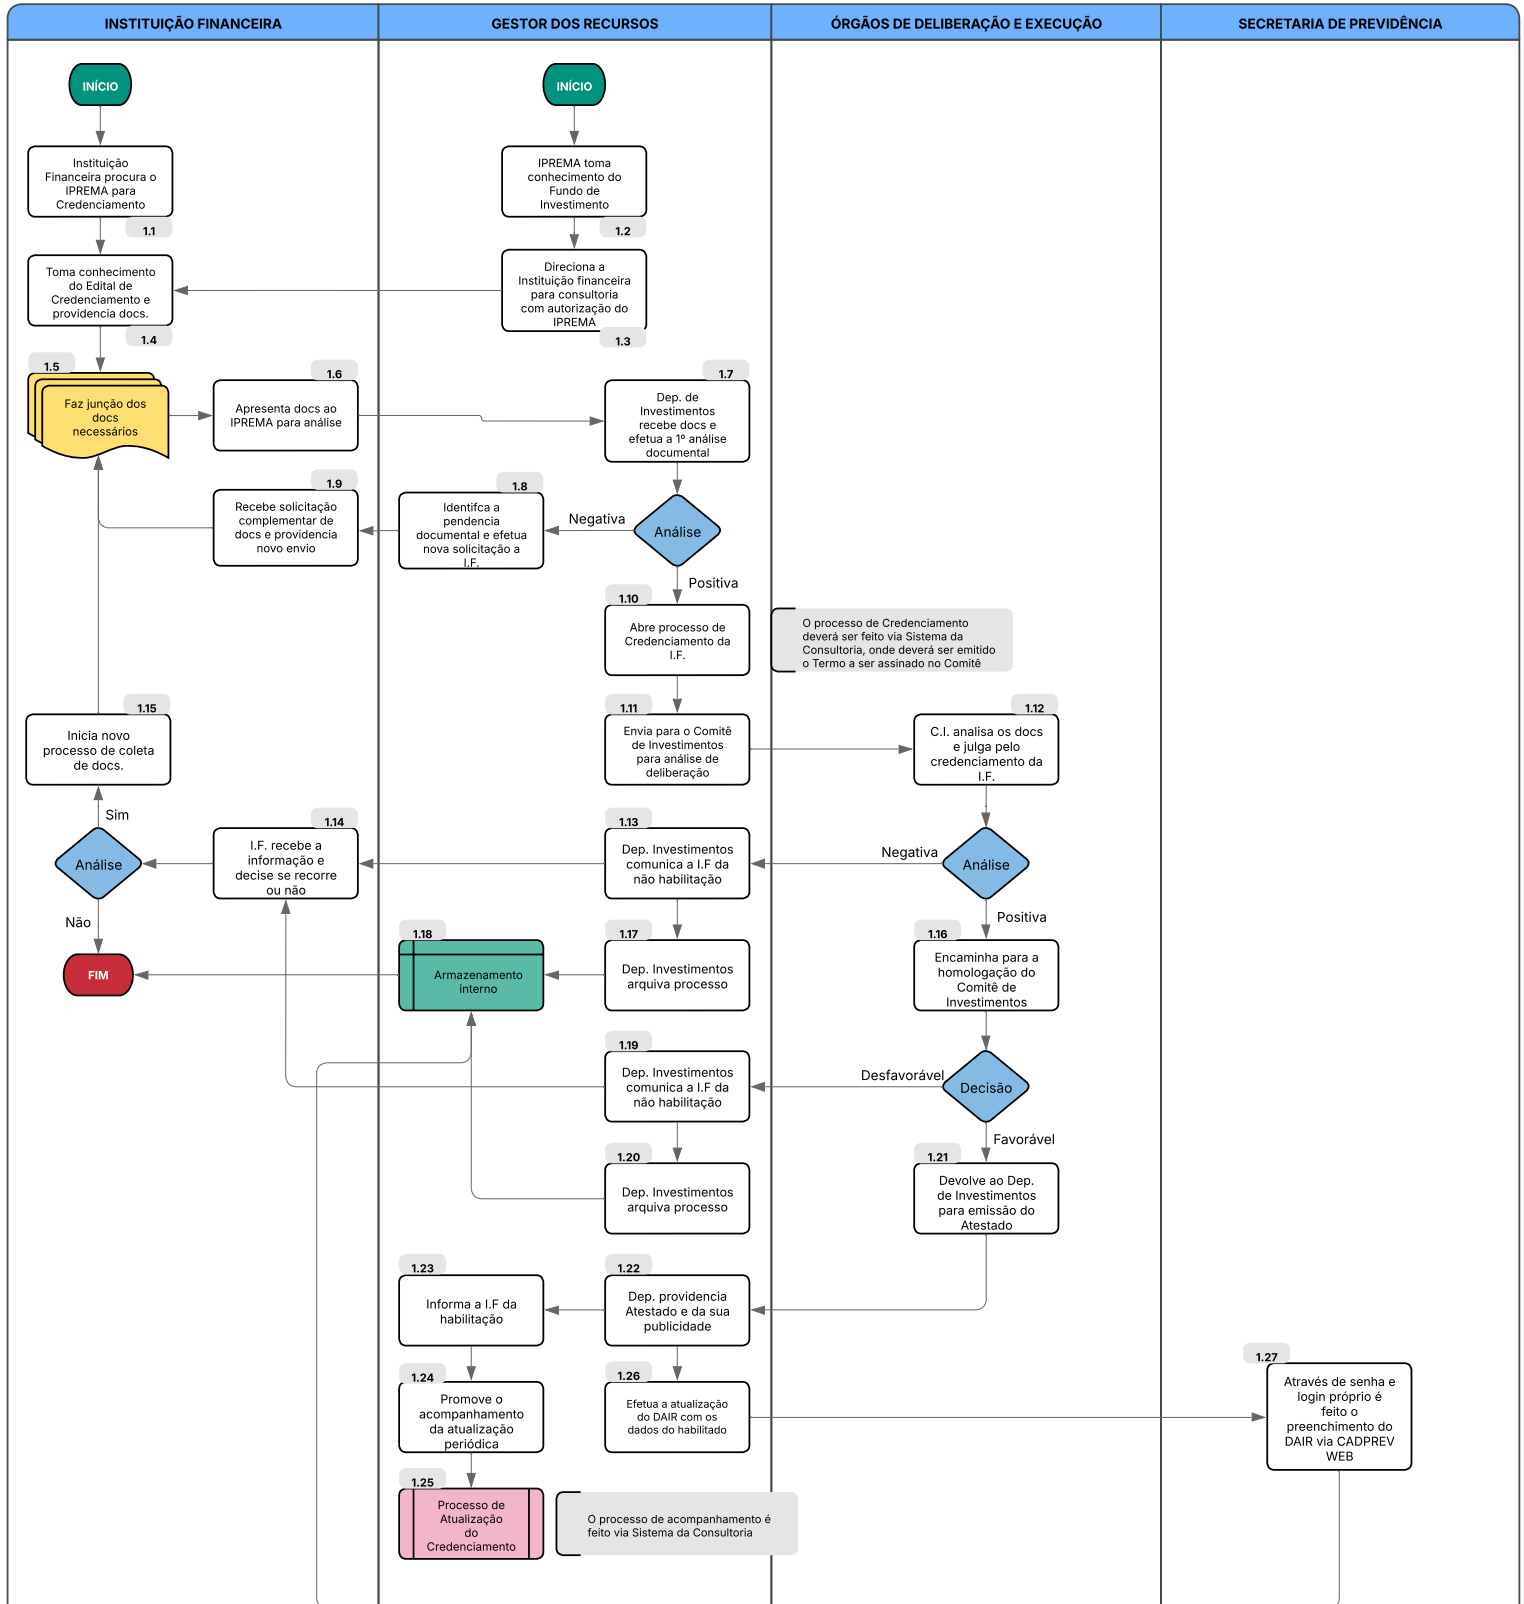 INSTITUIÇÃO FINANCEIRA
GESTOR DOS RECURSOS
ÓRGÃOS DE DELIBERAÇÃO E EXECUÇÃO
SECRETARIA DE PREVIDÊNCIA
INÍCIO
INÍCIO
Instituição
Financeira procura o
IPREMA para
Credenciamento
1.1
IPREMA toma
conhecimento do
Fundo de
Investimento
1.2
Toma conhecimento
do Edital de
Credenciamento e
providencia docs.
1.4
Direciona a
Instituição financeira
para consultoria
com autorização do
IPREMA
1.3
1.5
Faz junção dos
docs
necessários
1.6
Apresenta docs ao
IPREMA para análise
1.7
Dep. de
Investimentos
recebe docs e
efetua a 1º análise
documental
1.9
Recebe solicitação
complementar de
docs e providencia
novo envio
1.8
Identifca a
pendencia
documental e efetua
nova solicitação a
I.F.
Negativa
Análise
Positiva
1.10
Abre processo de
Credenciamento da
I.F.
O processo de Credenciamento
deverá ser feito via Sistema da
Consultoria, onde deverá ser emitido
o Termo a ser assinado no Comitê
1.15
Inicia novo
processo de coleta
de docs.
1.11
Envia para o Comitê
de Investimentos
para análise de
deliberação
1.12
C.I. analisa os docs
e julga pelo
credenciamento da
I.F.
Sim
Análise
Não
1.14
I.F. recebe a
informação e
decise se recorre
ou não
1.13
Dep. Investimentos
comunica a I.F da
não habilitação
Negativa
Análise
Positiva
FIM
1.18
Armazenamento
interno
1.17
Dep. Investimentos
arquiva processo
1.16
Encaminha para a
homologação do
Comitê de
Investimentos
1.19
Dep. Investimentos
comunica a I.F da
não habilitação
Desfavorável
Decisão
Favorável
1.20
Dep. Investimentos
arquiva processo
1.21
Devolve ao Dep.
de Investimentos
para emissão do
Atestado
1.23
Informa a I.F da
habilitação
1.22
Dep. providencia
Atestado e da sua
publicidade
1.24
Promove o
acompanhamento
da atualização
periódica
1.26
Efetua a atualização
do DAIR com os
dados do habilitado
1.27
Através de senha e
login próprio é
feito o
preenchimento do
DAIR via CADPREV
WEB
1.25
Processo de
Atualização
do
Credenciamento
O processo de acompanhamento é
feito via Sistema da Consultoria